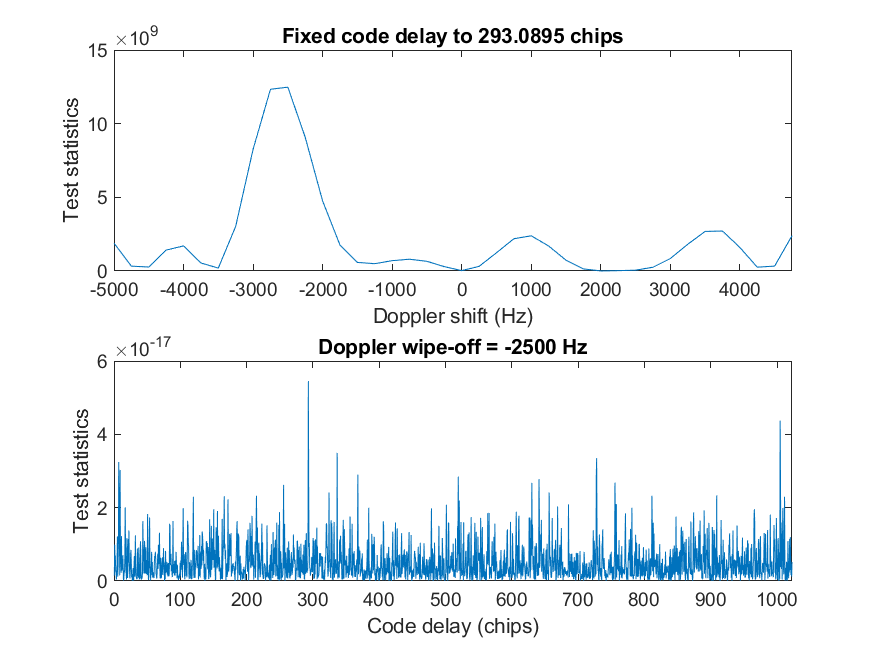 Fixed code delay to 293.0895 chips
×10^9
15
10
5
0
Test statistics
-5000 -4000 -3000 -2000 -1000 0 1000 2000 3000 4000
Doppler shift (Hz)
Doppler wipe-off = -2500 Hz
×10^-17
6
4
2
0
Test statistics
0 100 200 300 400 500 600 700 800 900 1000
Code delay (chips)